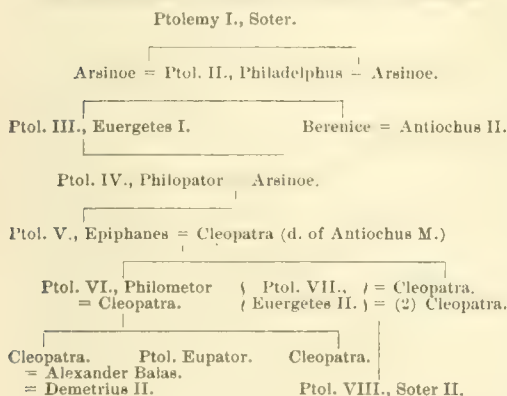 Ptolemy I., Soter.
Arsinoe = Ptol. II., Philadelphus = Arsinoe.
Ptol. III., Euergetes I. Berenice = Antiochus II.
Ptol. IV., Philopator Arsinoe.
Ptol. V., Epiphanes = Cleopatra (d. of Antiochus M.)
Ptol. VI., Philometor { Ptol. VII., } = Cleopatra.
= Cleopatra. { Euergetes II. } = (2) Cleopatra.
Cleopatra. Ptol. Eupator. Cleopatra.
= Alexander Balas.
= Demetrius II. Ptol. VIII., Soter II.